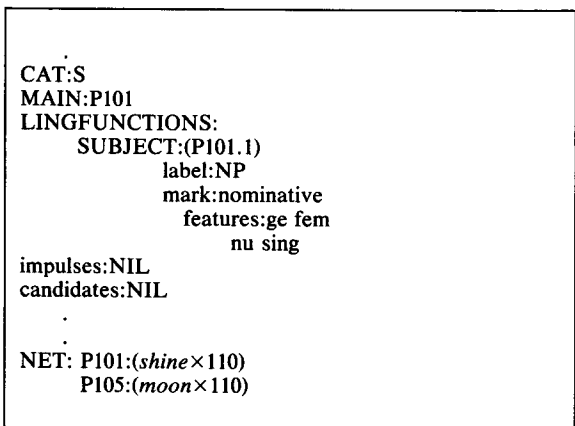 .
CAT:S
MAIN:P101
LINGFUNCTIONS:
SUBJECT:(P101.1)
label:NP
mark:nominative
features:ge fem
nu sing
impulses:NIL
candidates:NIL
.
.
NET: P101:(shine×110)
P105:(moon×110)